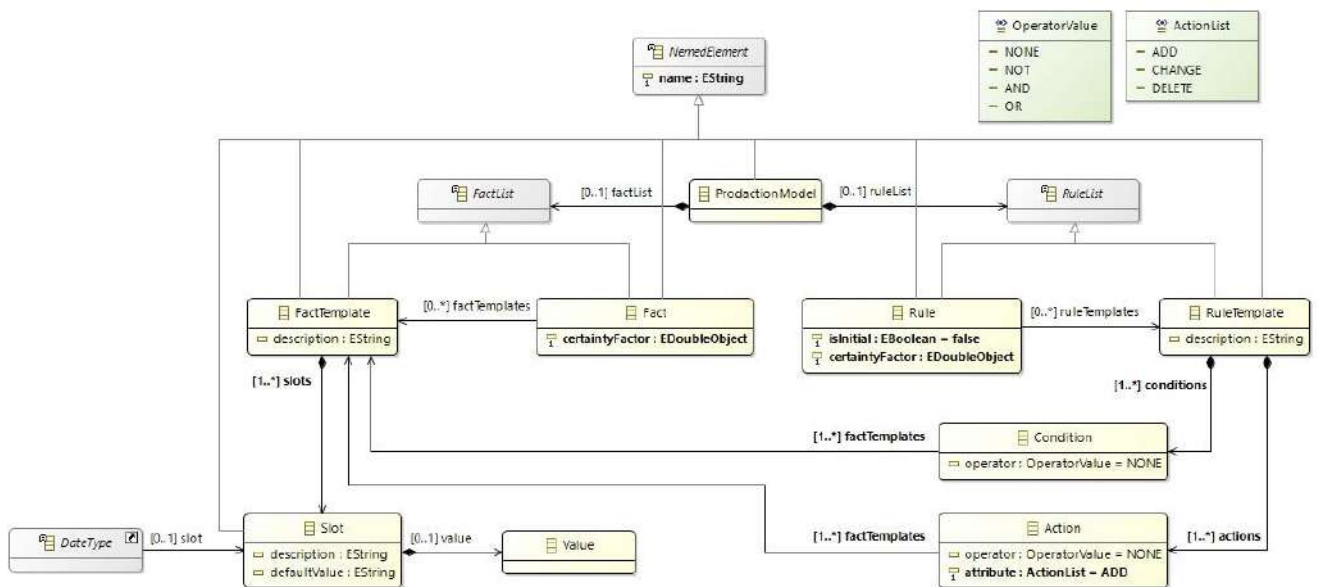 OperatorValue
NONE
NOT
AND
OR
ActionList
ADD
CHANGE
DELETE
NemedElement
name : EString
FactList
[0..1] factList
ProdactionModel
[0..1] ruleList
RuleList
FactTemplate
description : EString
[0..*] factTemplates
Fact
certaintyFactor : EDoubleObject
Rule
isInitial : EBoolean = false
certaintyFactor : EDoubleObject
[0..*] ruleTemplates
RuleTemplate
description : EString
[1..*] slots
[1..*] conditions
[1..*] factTemplates
Condition
operator : OperatorValue = NONE
DateType
[0..1] slot
Slot
description : EString
defaultValue : EString
[0..1] value
Value
[1..*] factTemplates
Action
operator : OperatorValue = NONE
attribute : ActionList = ADD
[1..*] actions